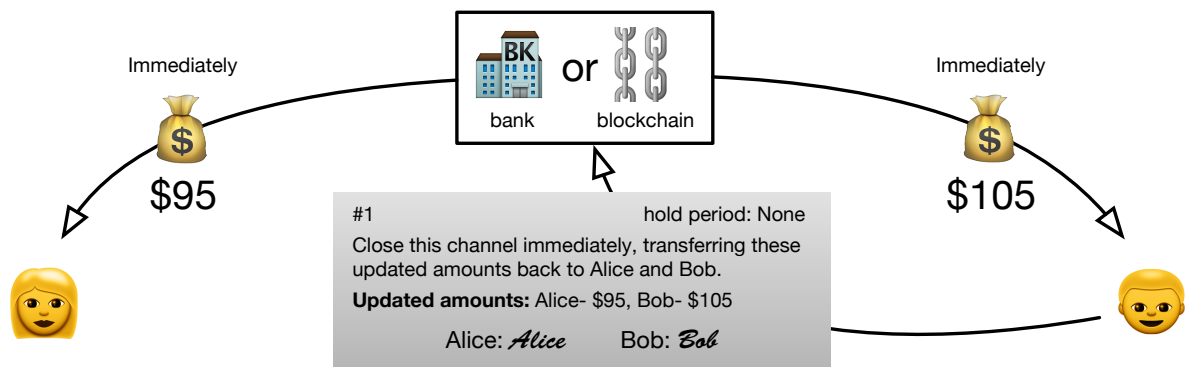 Immediately
$
$95
BK
or
bank
blockchain
Immediately
$
$105
#1
hold period: None
Close this channel immediately, transferring these
updated amounts back to Alice and Bob.
Updated amounts: Alice- $95, Bob- $105
Alice: Alice
Bob: Bob